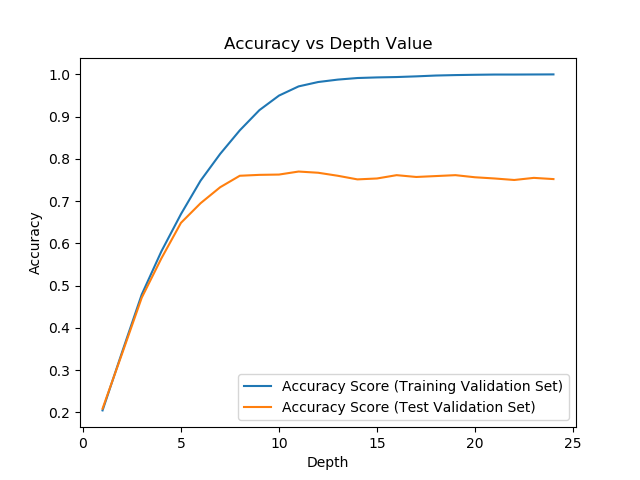 Accuracy vs Depth Value
1.0
0.9
0.8
0.7
0.6
0.5
0.4
0.3
0.2
Accuracy
Accuracy Score (Training Validation Set)
Accuracy Score (Test Validation Set)
0 5 10 15 20 25
Depth